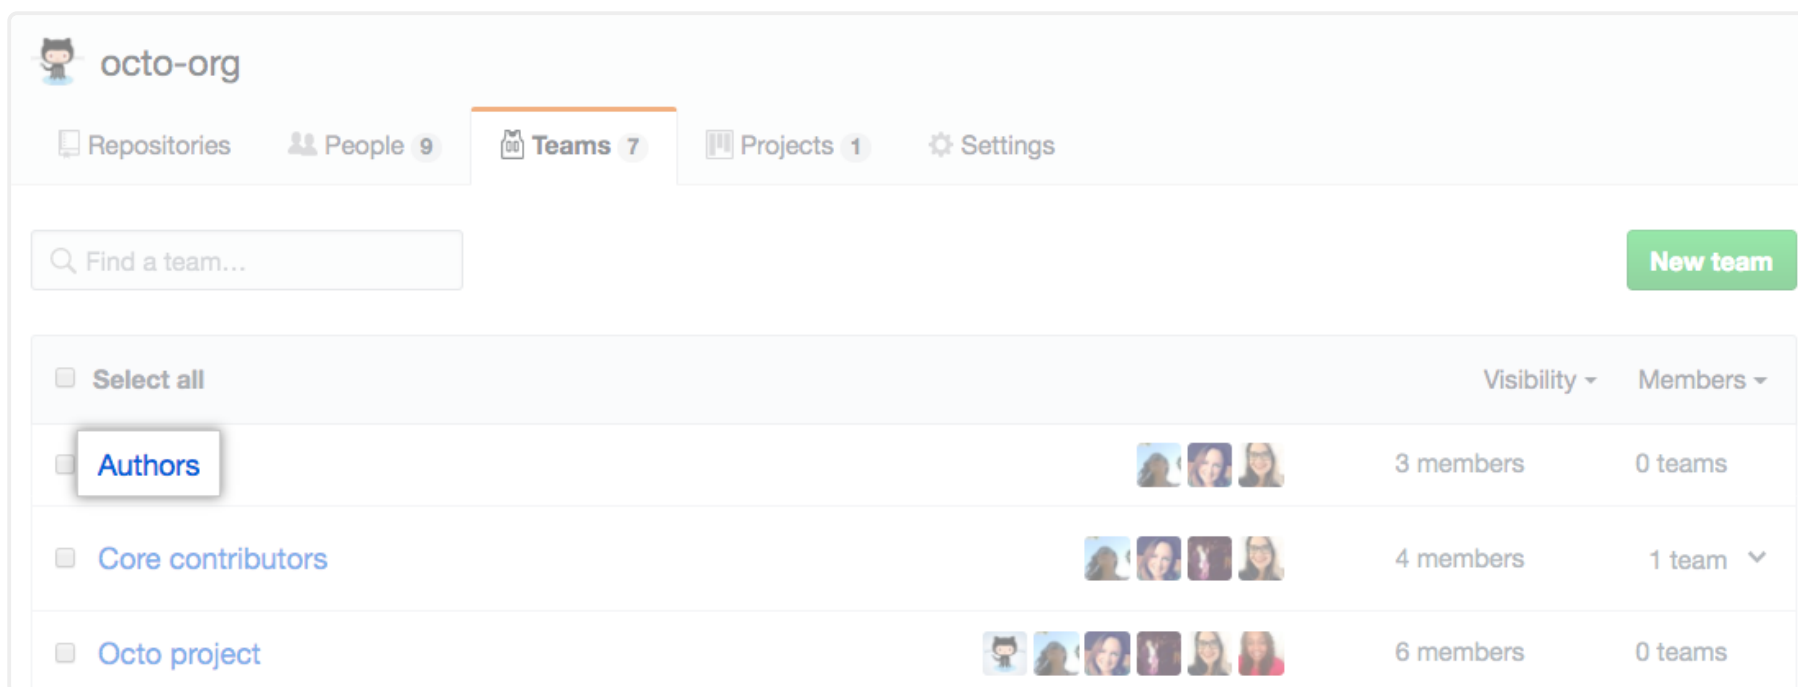 octo-org
Repositories People 9 Teams 7 Projects 1 Settings
Find a team... New team
Select all Visibility Members
Authors 3 members 0 teams
Core contributors 4 members 1 team
Octo project 6 members 0 teams